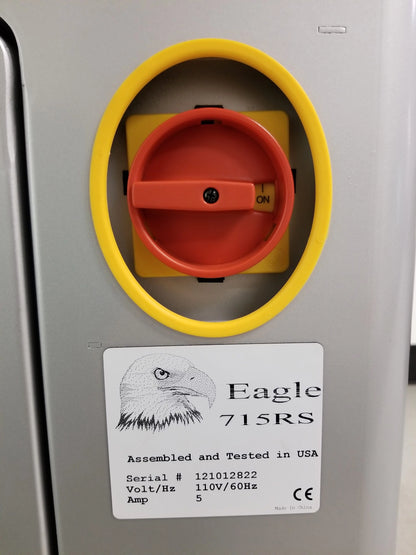 I
ON
Eagle
715RS
Assembled and Tested in USA
Serial # 121012822
Volt/Hz 110V/60Hz
Amp 5
CE
Made In China